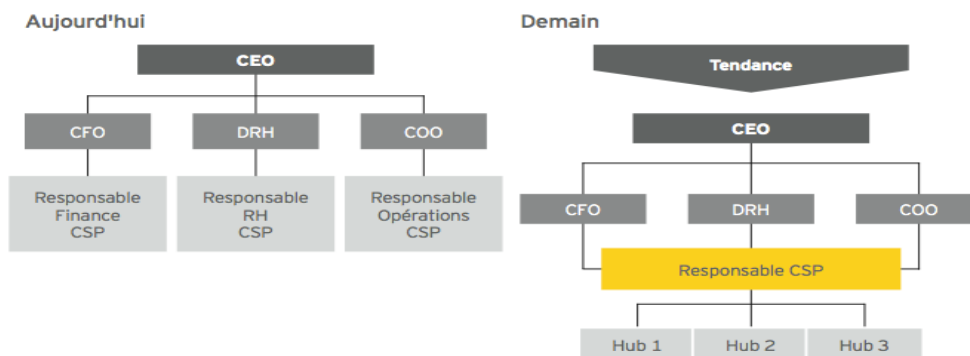 Aujourd'hui
CEO
CFO
DRH
COO
Responsable
Finance
CSP
Responsable
RH
CSP
Responsable
Opérations
CSP
Demain
Tendance
CEO
CFO
DRH
COO
Responsable CSP
Hub 1
Hub 2
Hub 3